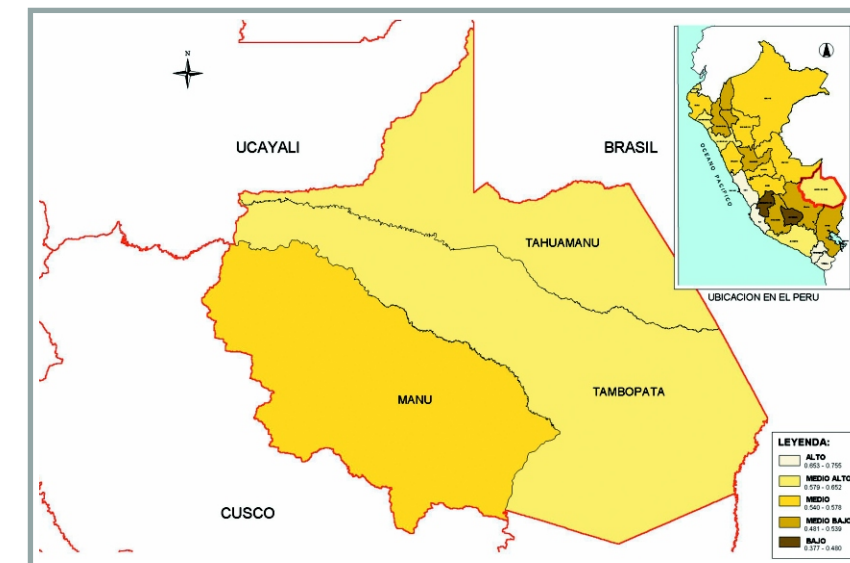 N
UCAYALI
BRASIL
OCEANO PACIFICO
TAHUAMANU
UBICACION EN EL PERU
MANU
TAMBOPATA
CUSCO
LEYENDA:
ALTO
0.653 - 0.755
MEDIO ALTO
0.579 - 0.652
MEDIO
0.540 - 0.578
MEDIO BAJO
0.481 - 0.539
BAJO
0.377 - 0.480